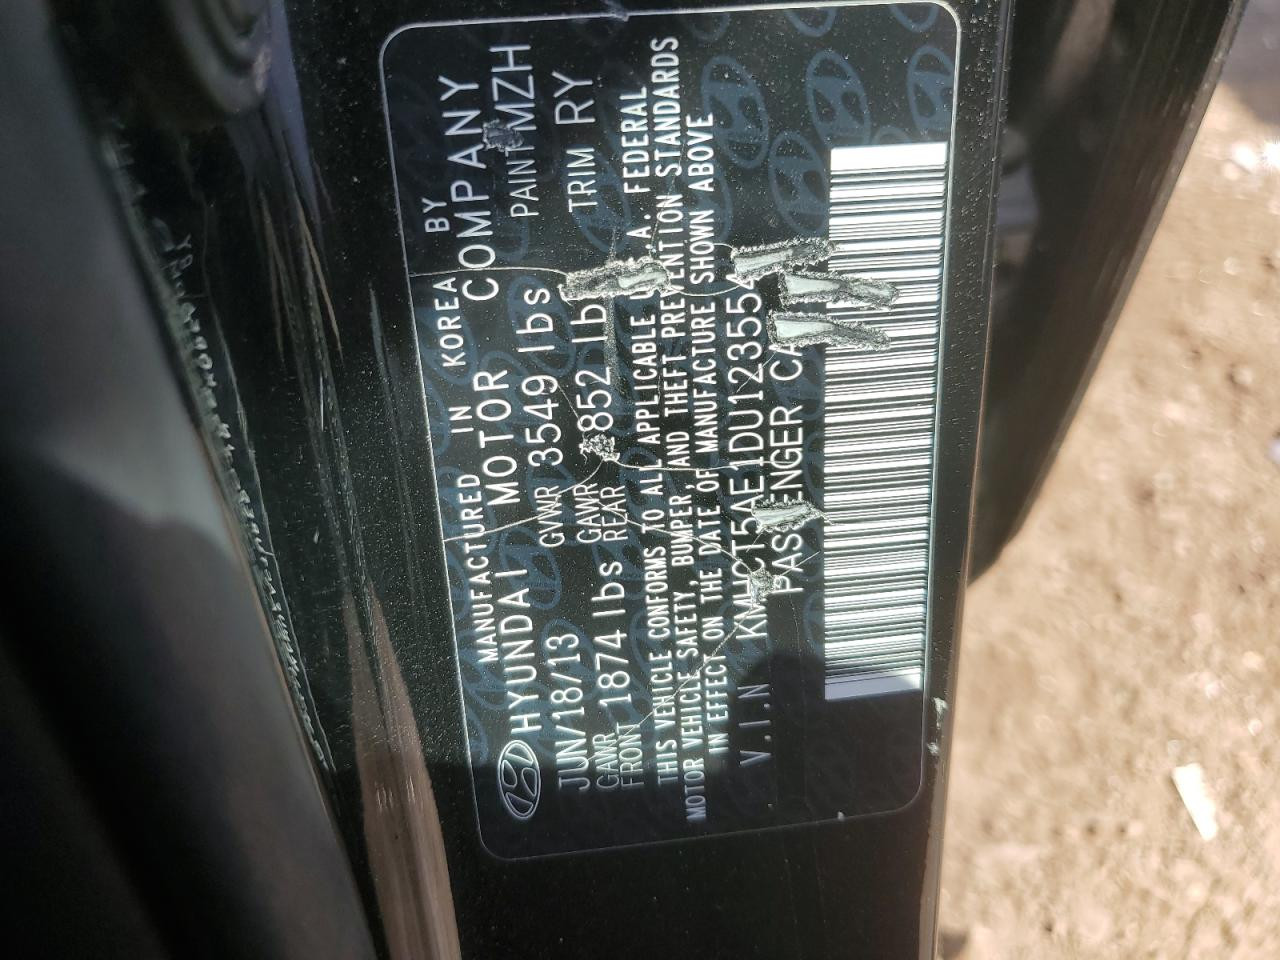 MANUFACTURED IN KOREA BY
HYUNDAI MOTOR COMPANY
JUN/18/13 GVWR 3549 lbs PAINT MZH
GAWR FRONT 1874 lbs GAWR REAR 852 lb TRIM RY
THIS VEHICLE CONFORMS TO ALL APPLICABLE U.S.A. FEDERAL
MOTOR VEHICLE SAFETY, BUMPER, AND THEFT PREVENTION STANDARDS
IN EFFECT ON THE DATE OF MANUFACTURE SHOWN ABOVE
V.I.N KMHCT5AE1DU12355
PASSENGER CA